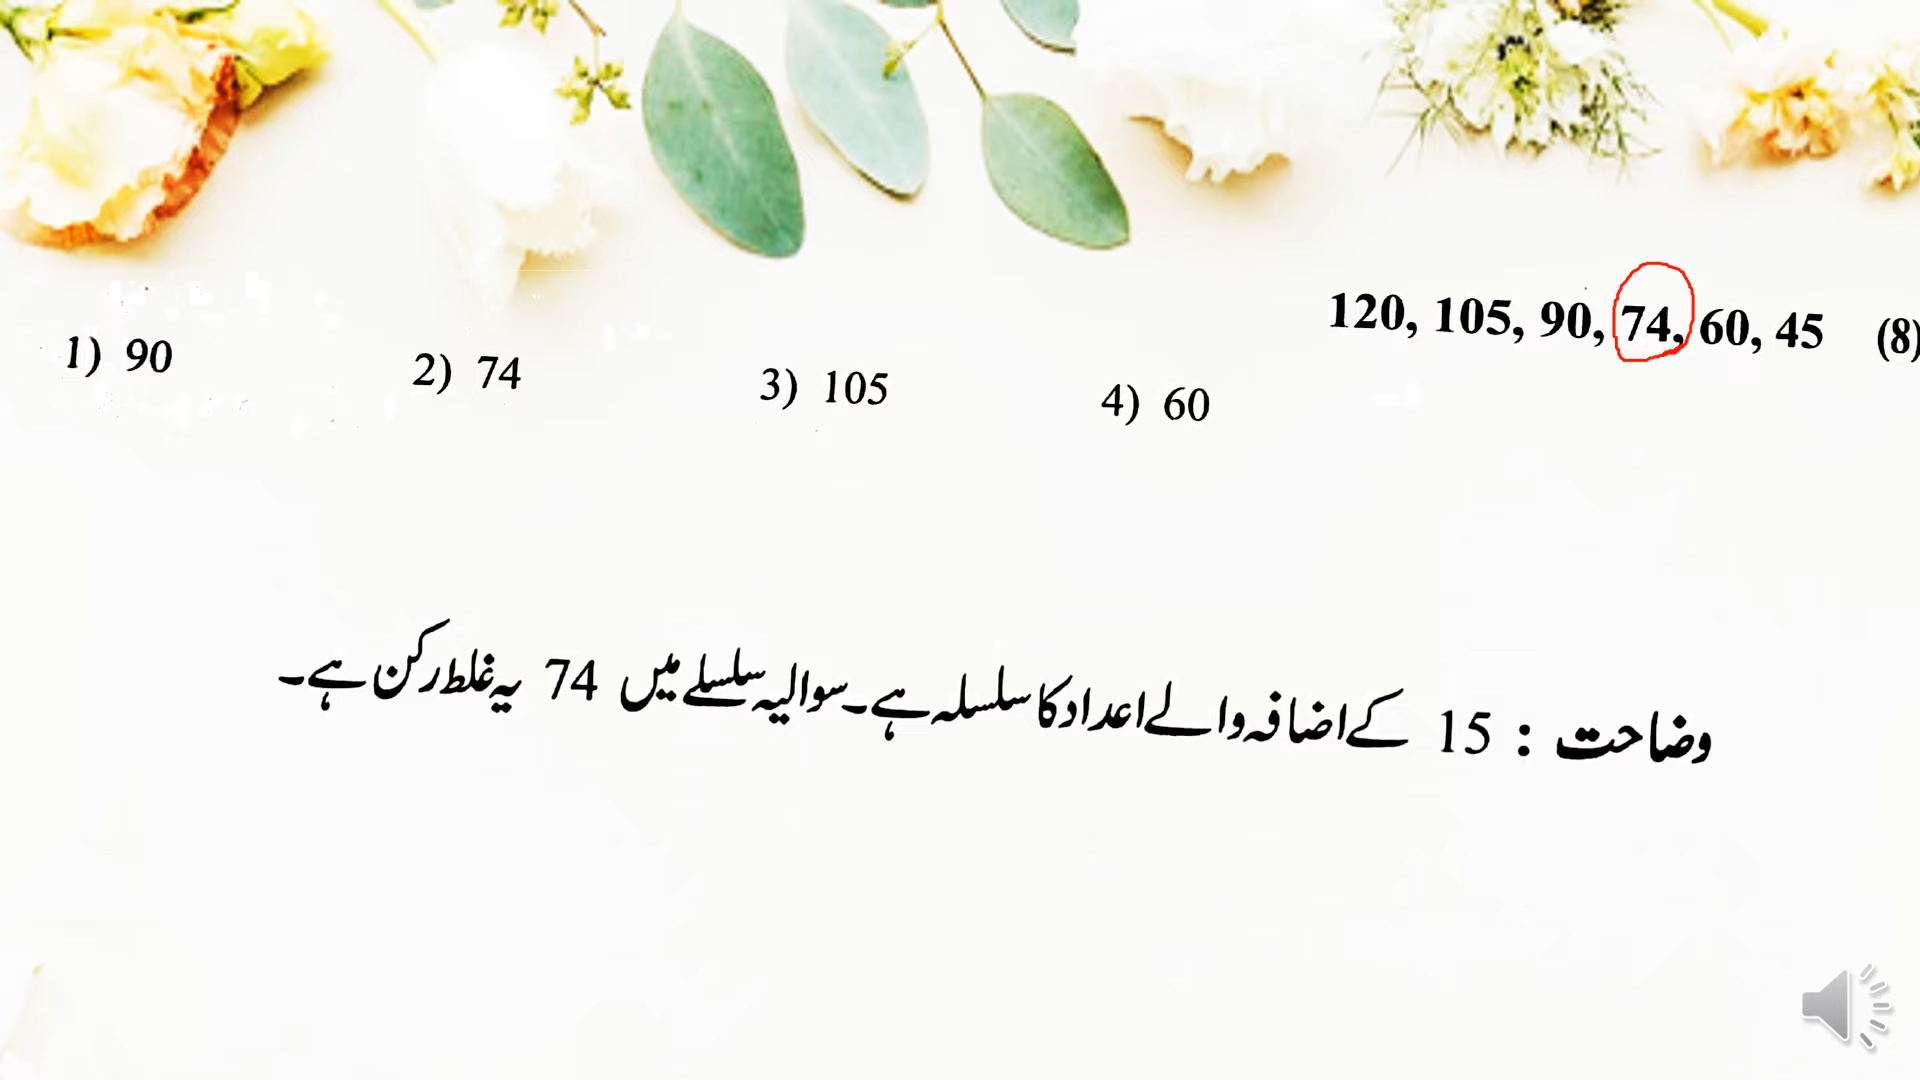 (8) 120, 105, 90, 74, 60, 45
1) 90 2) 74 3) 105 4) 60
وضاحت : 15 کے اضافہ والے اعداد کا سلسلہ ہے۔ سوالیہ سلسلے میں 74 یہ غلط رکن ہے۔